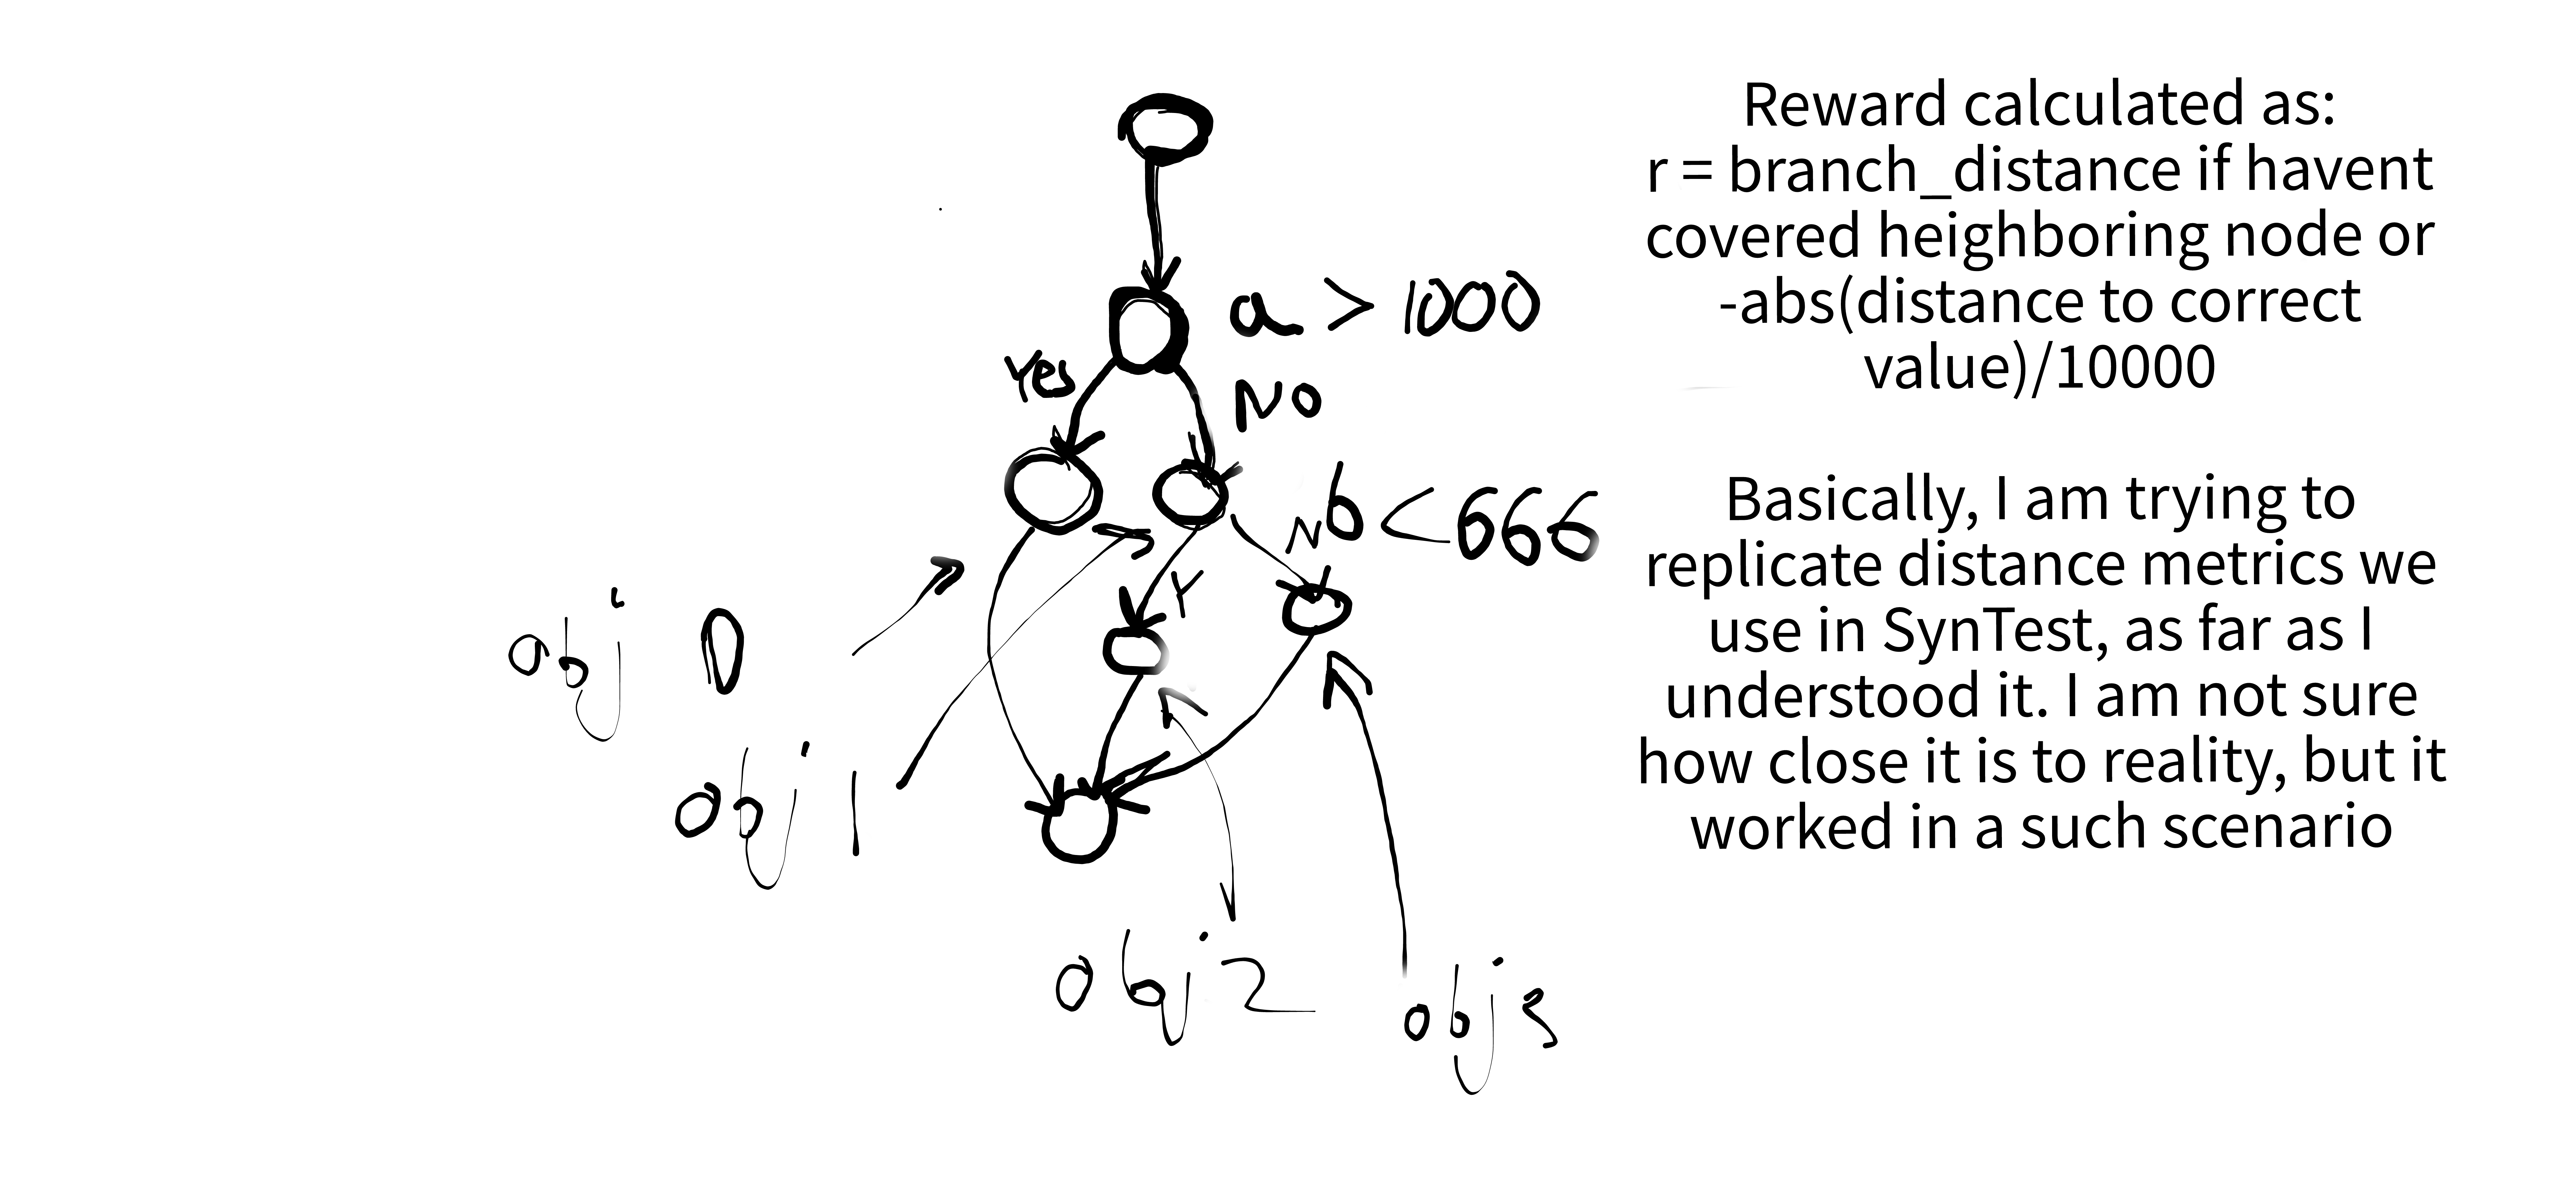 a > 1000
Yes
NO
N
b < 666
Y
obj 0
obj 1
obj 2
obj 3
Reward calculated as:
r = branch_distance if havent
covered heighboring node or
-abs(distance to correct
value)/10000
Basically, I am trying to
replicate distance metrics we
use in SynTest, as far as I
understood it. I am not sure
how close it is to reality, but it
worked in a such scenario